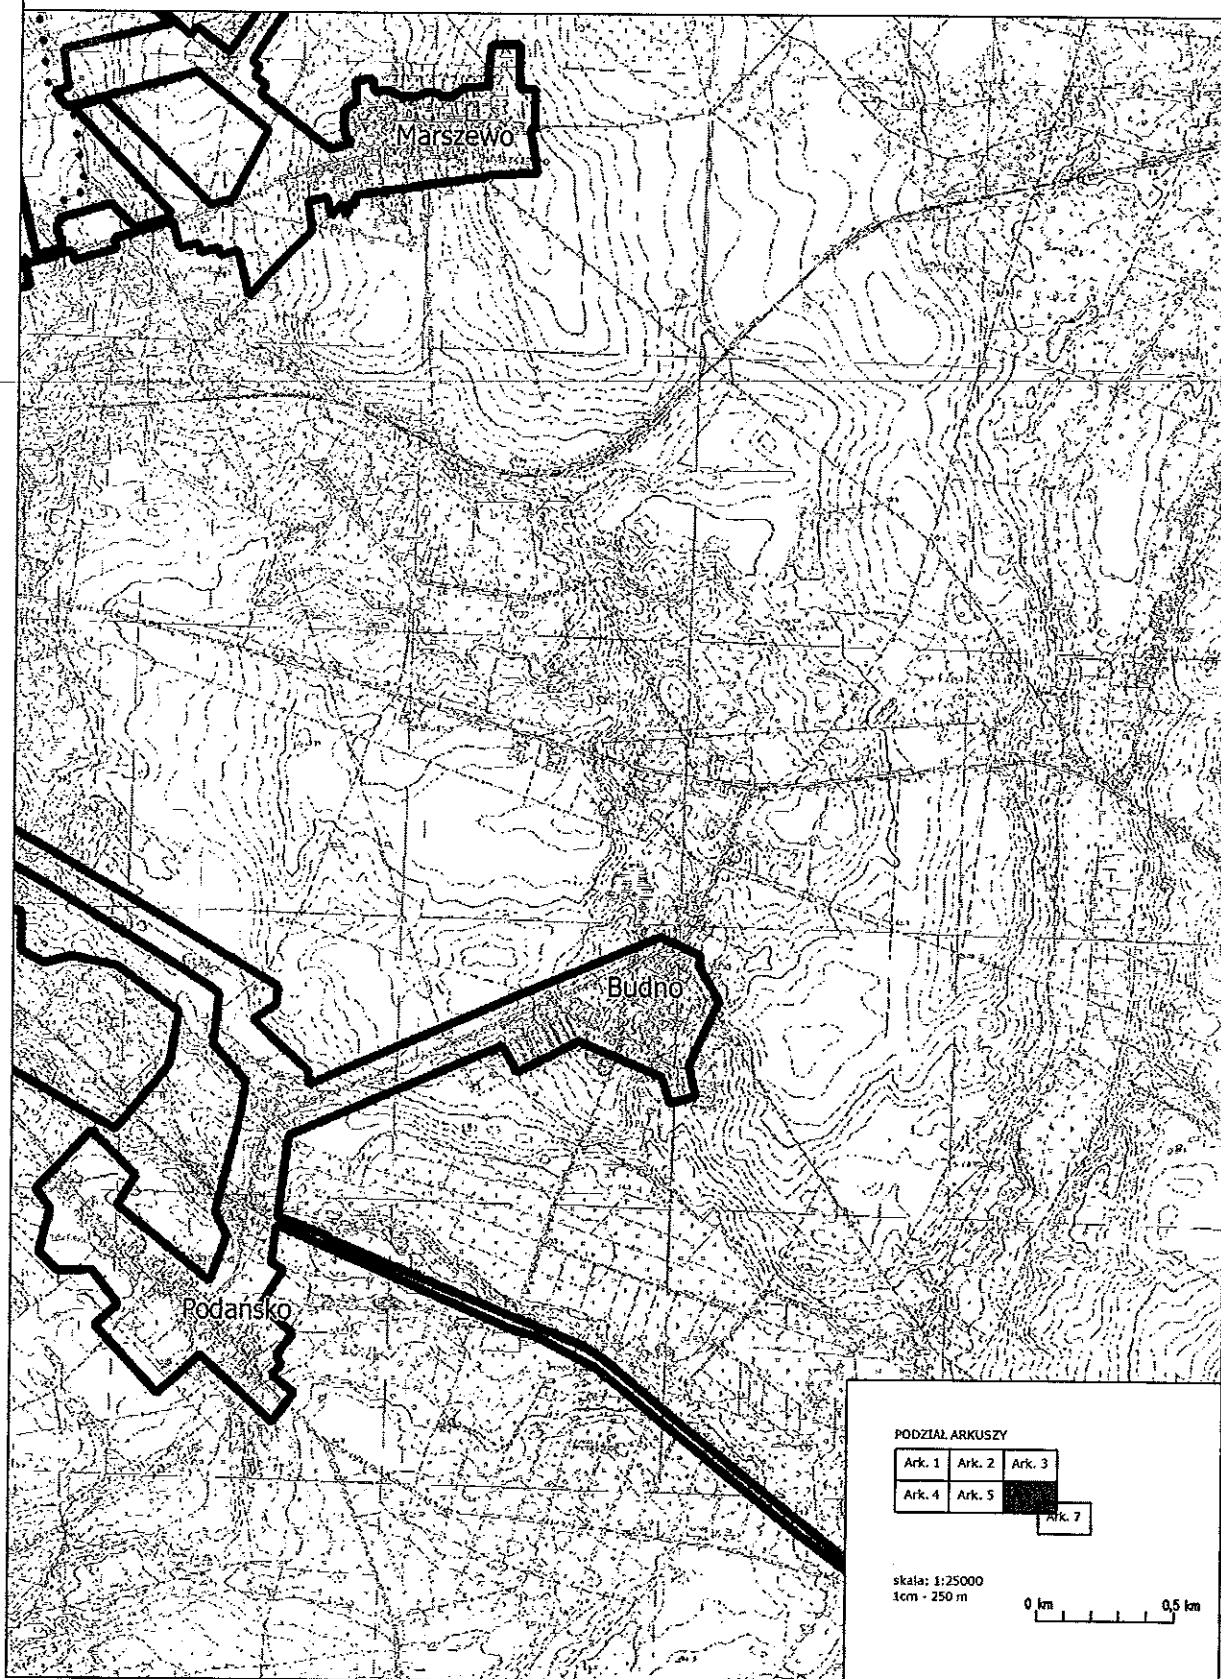 Marszewo
Budno
Podańsko
PODZIAŁ ARKUSZY
Ark. 1 Ark. 2 Ark. 3
Ark. 4 Ark. 5
Ark. 7
skala: 1:25000
1cm - 250 m
0 km 0,5 km